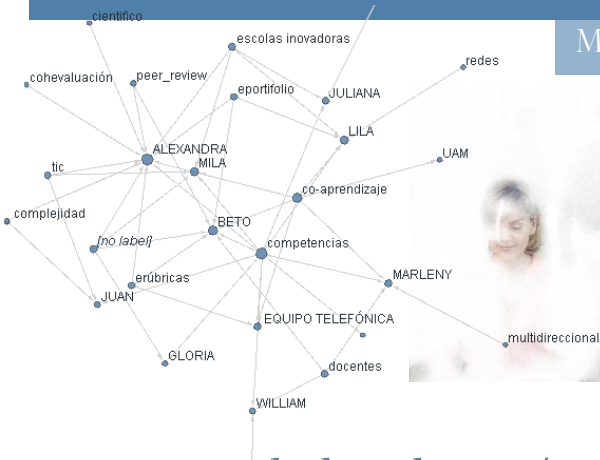 cientifico
M
escolas inovadoras
redes
cohevaluación
peer_review
eportifolio
JULIANA
LILA
ALEXANDRA
UAM
MILA
tic
co-aprendizaje
complejidad
BETO
[no label]
competencias
MARLENY
erúbricas
JUAN
EQUIPO TELEFÓNICA
multidireccional
GLORIA
docentes
WILLIAM